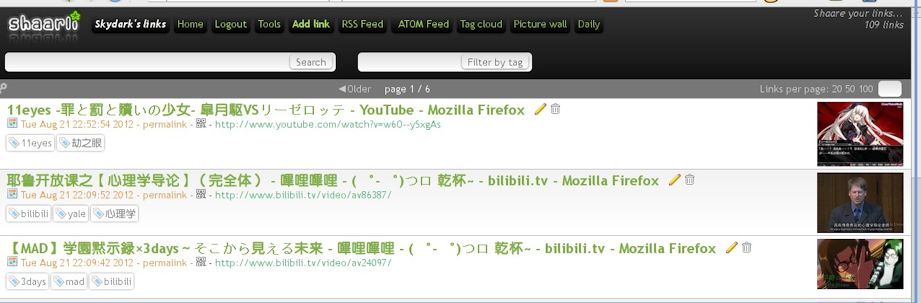 shaarli Skydark's links Home Logout Tools Add link RSS Feed ATOM Feed Tag cloud Picture wall Daily
Shaare your links...
109 links
Search Filter by tag
◄Older page 1 / 6 Links per page: 20 50 100
11eyes -罪と罰と贖いの少女- 皐月駆VSリーゼロッテ - YouTube - Mozilla Firefox
Tue Aug 21 22:52:54 2012 - permalink - http://www.youtube.com/watch?v=w60--y5xgAs
11eyes 劫之眼
耶鲁开放课之【心理学导论】（完全体） - 嗶哩嗶哩 - ( ゜- ゜)つロ 乾杯~ - bilibili.tv - Mozilla Firefox
Tue Aug 21 22:09:52 2012 - permalink - http://www.bilibili.tv/video/av86387/
bilibili yale 心理学
【MAD】学園黙示録×3days～そこから見える未来 - 嗶哩嗶哩 - ( ゜- ゜)つロ 乾杯~ - bilibili.tv - Mozilla Firefox
Tue Aug 21 22:09:42 2012 - permalink - http://www.bilibili.tv/video/av24097/
3days mad bilibili